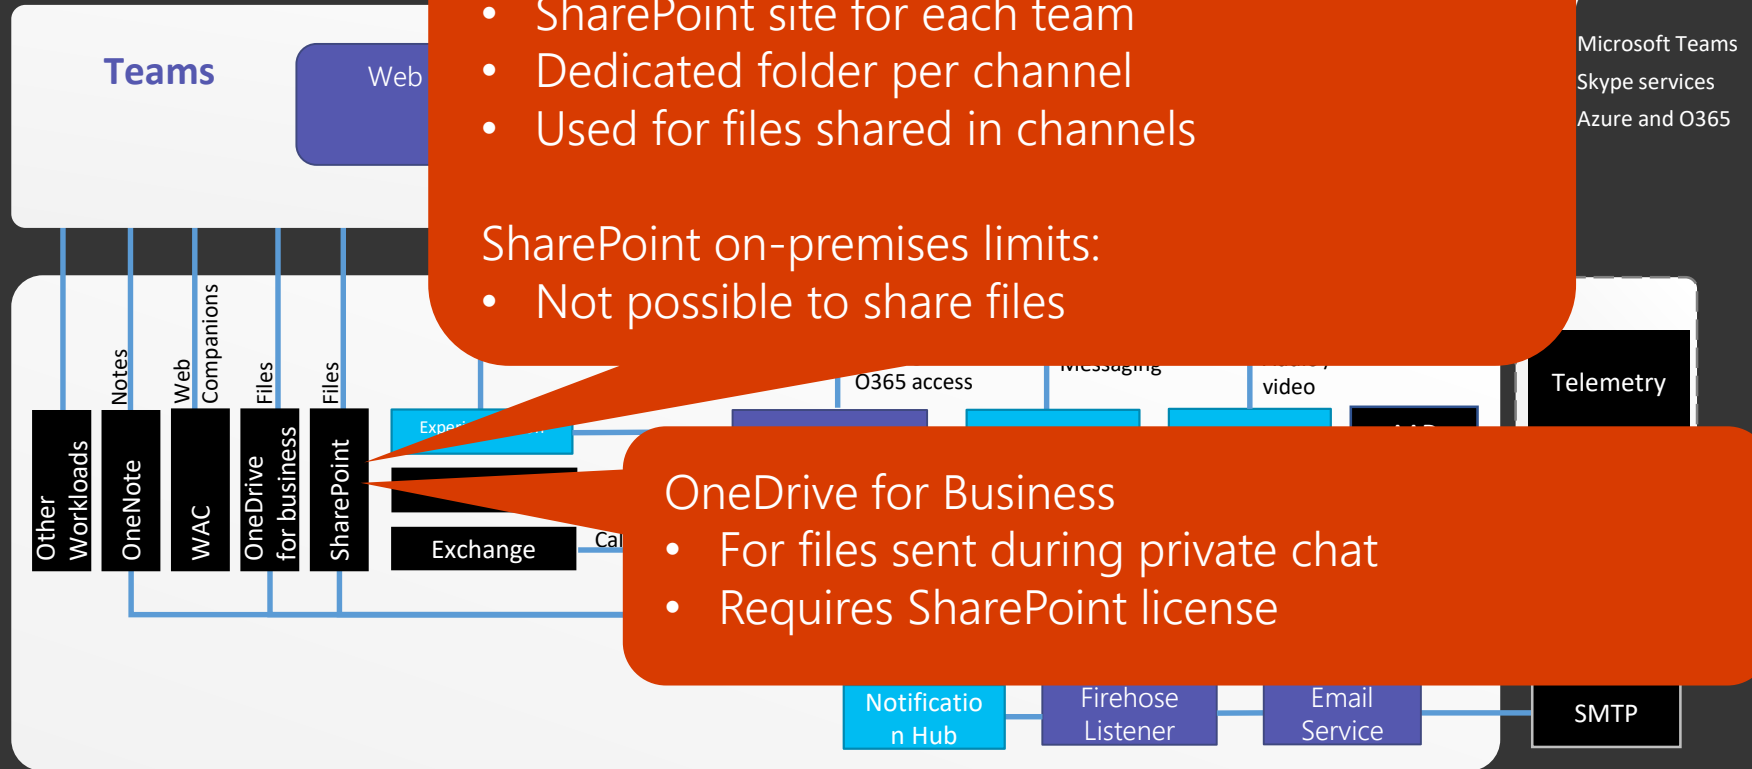 • SharePoint site for each team
• Dedicated folder per channel
• Used for files shared in channels
SharePoint on-premises limits:
• Not possible to share files
Teams
Web
Microsoft Teams
Skype services
Azure and O365
Notes
Web
Companions
Files
Files
O365 access
Messaging
video
Telemetry
Other
Workloads
OneNote
WAC
OneDrive
for business
SharePoint
Exchange
OneDrive for Business
• For files sent during private chat
• Requires SharePoint license
Notificatio
n Hub
Firehose
Listener
Email
Service
SMTP